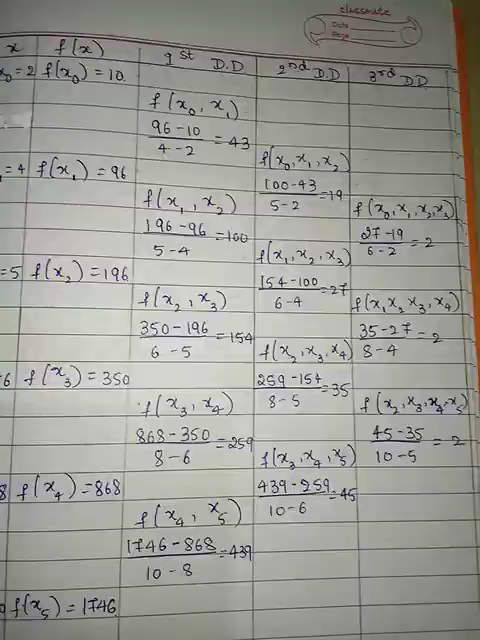 classmate
Date
Page
x f(x) 1st D.D 2nd D.D 3rd DD
x₀=2 f(x₀)=10
f(x₀, x₁)
96-10
4-2
=43
f(x₀,x₁,x₂)
100-43
5-2
=19
=4 f(x₁)=96
f(x₁, x₂)
196-96
5-4
=100
f(x₀,x₁,x₂,x₃)
27-19
6-2
=2
f(x₁,x₂,x₃)
154-100
6-4
=27
=5 f(x₂)=196
f(x₂, x₃)
350-196
6-5
=154
f(x₁x₂x₃,x₄)
35-27
8-4
=2
f(x₂,x₃,x₄)
259-154
8-5
=35
6 f(x₃)=350
f(x₃, x₄)
868-350
8-6
=259
f(x₂,x₃,x₄,x₅)
45-35
10-5
=2
f(x₃,x₄,x₅)
439-259
10-6
=45
8 f(x₄)=868
f(x₄, x₅)
1746-868
10-8
=439
f(x₅)=1746